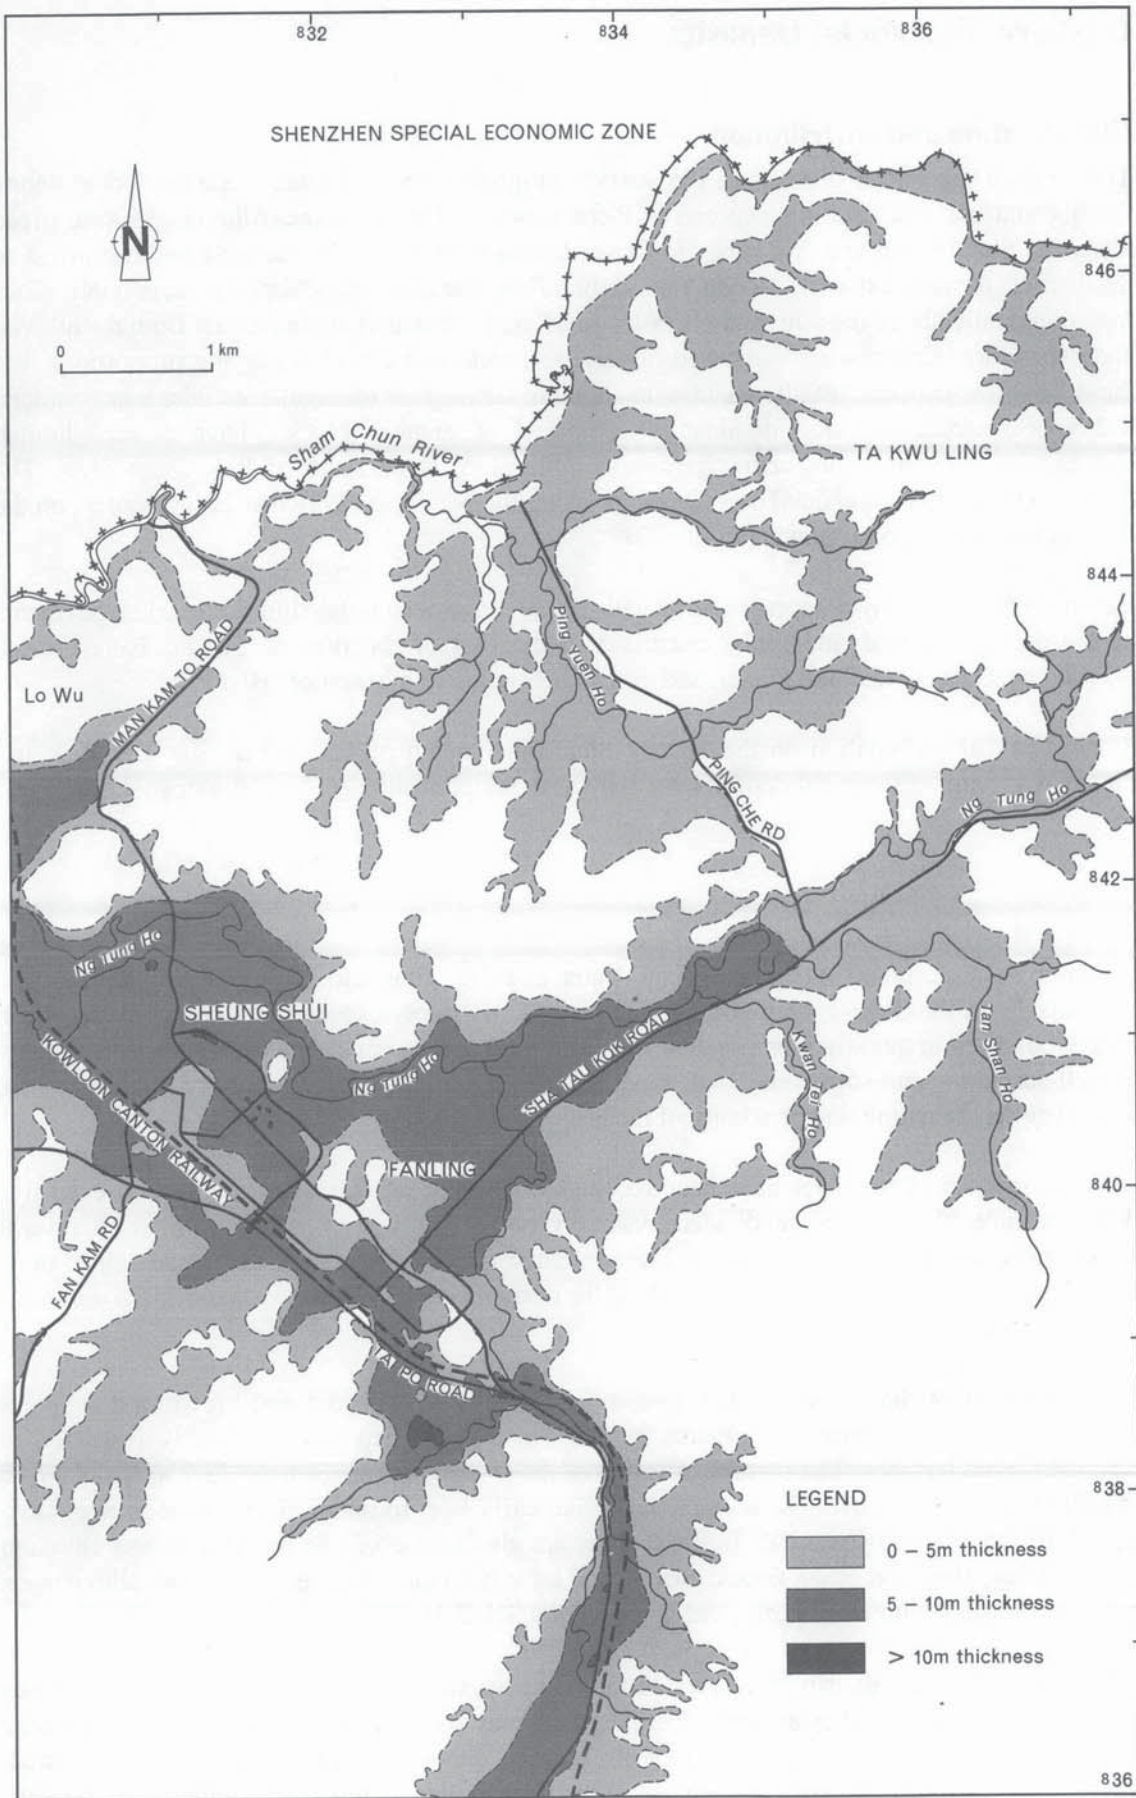 832
834
836
SHENZHEN SPECIAL ECONOMIC ZONE
N
846
0 1 km
Sham Chun River
TA KWU LING
844
Ping Yuen Ho
MAN KAM TO ROAD
Lo Wu
PING CHE RD
Ng Tung Ho
842
Ng Tung Ho
SHEUNG SHUI
SHA TAU KOK ROAD
Kwan Tei Ho
Tan Shan Ho
KOWLOON CANTON RAILWAY
Ng Tung Ho
FANLING
840
FAN KAM RD
TAI PO ROAD
838
LEGEND
0 – 5m thickness
5 – 10m thickness
> 10m thickness
836